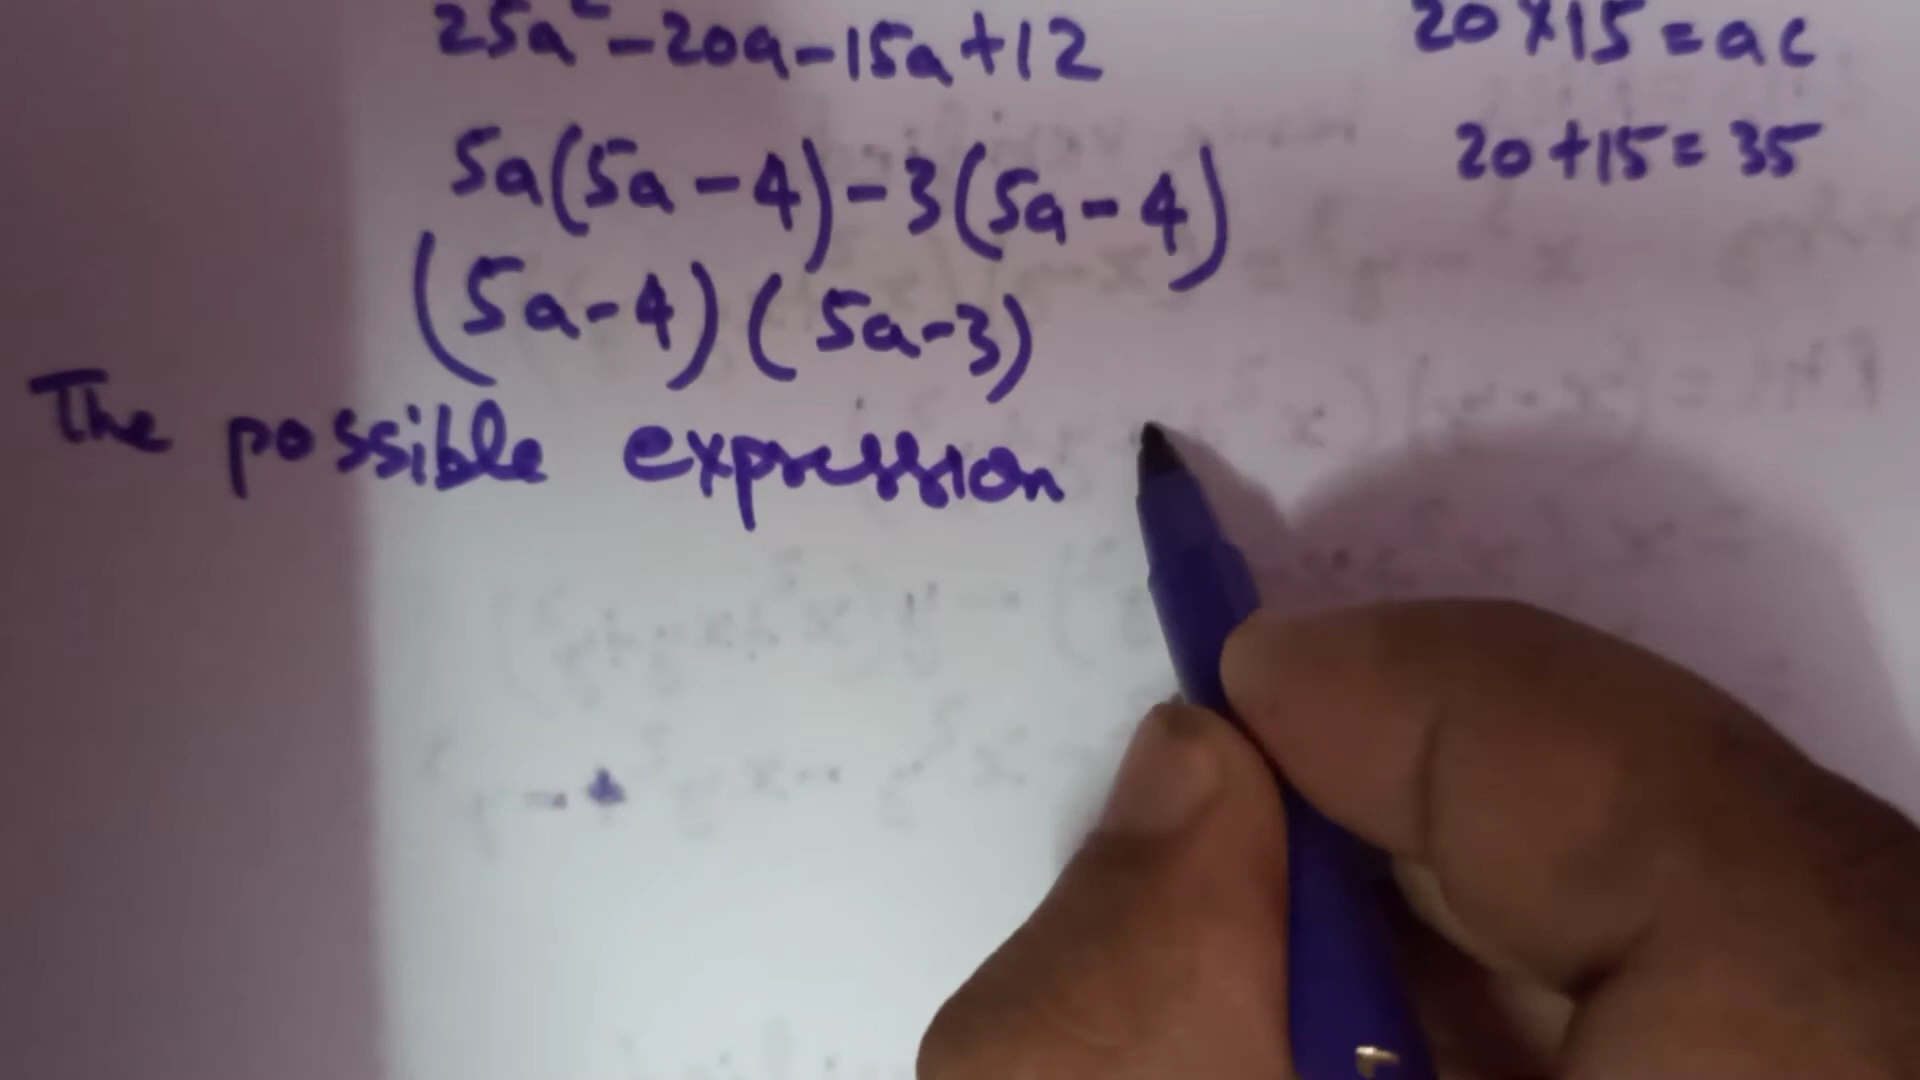 25a² - 20a - 15a + 12
20 × 15 = ac
20 + 15 = 35
5a(5a - 4) - 3(5a - 4)
(5a - 4)(5a - 3)
The possible expression